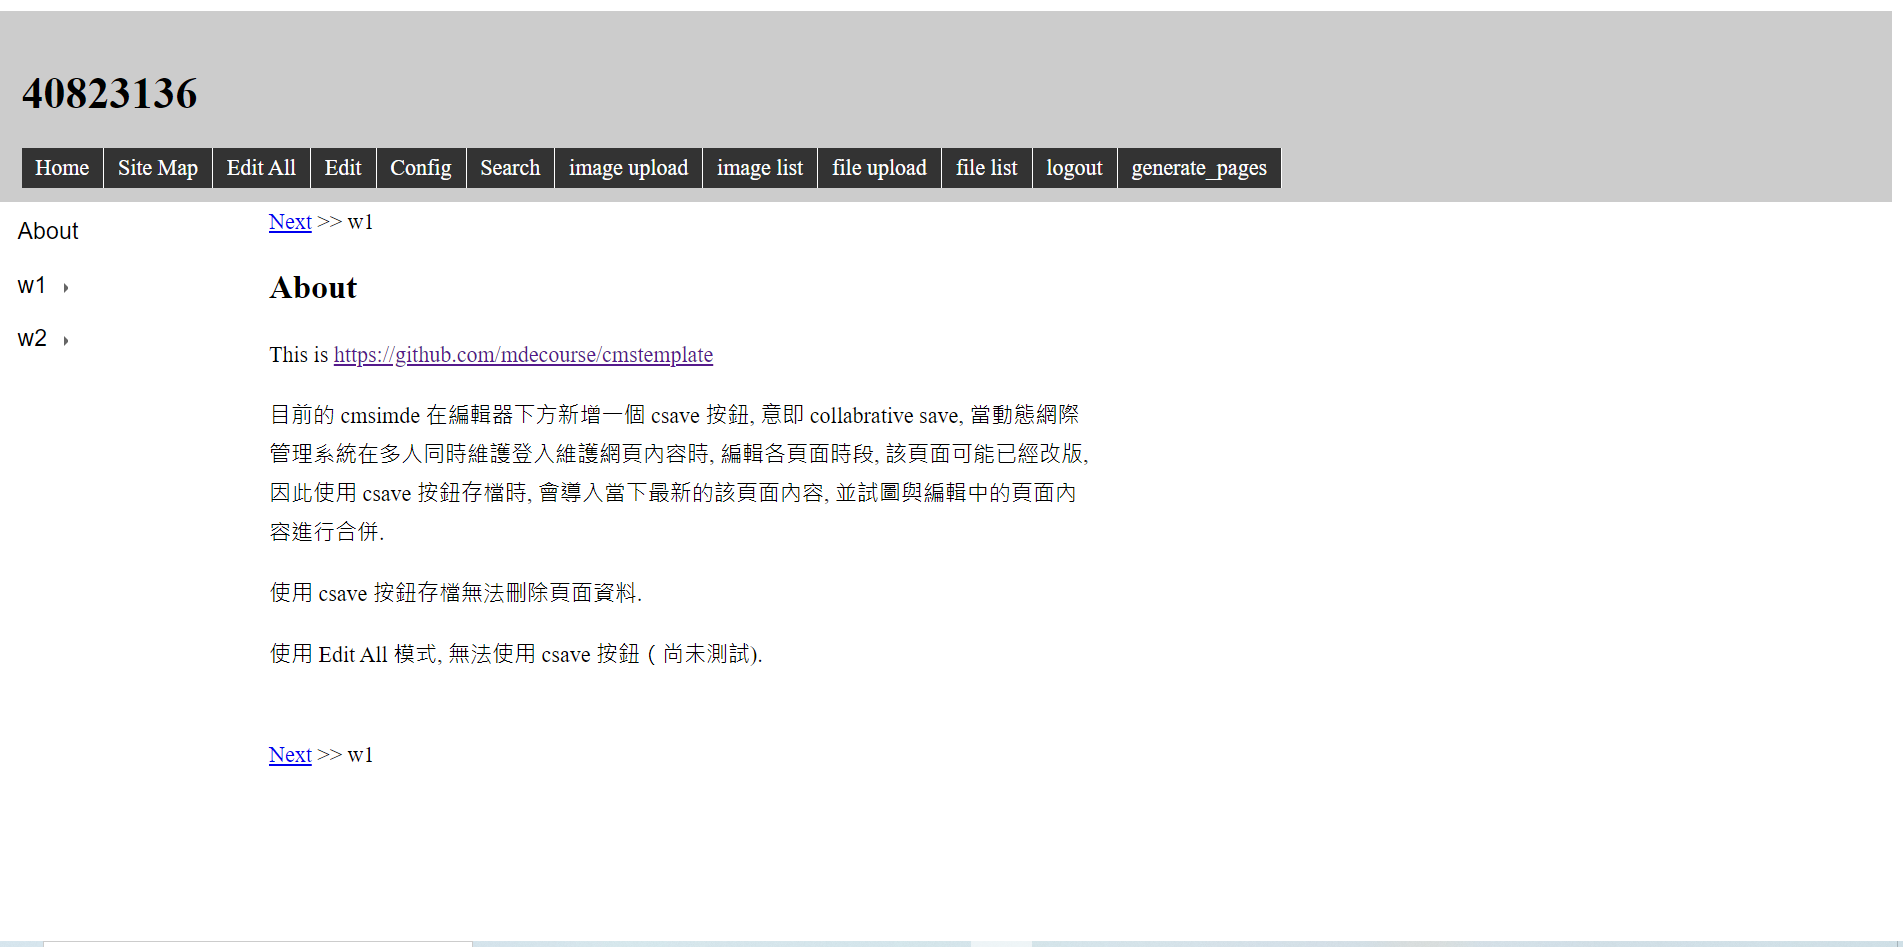 40823136
Home Site Map Edit All Edit Config Search image upload image list file upload file list logout generate_pages
About
w1
w2
Next >> w1
About
This is https://github.com/mdecourse/cmstemplate
目前的 cmsimde 在編輯器下方新增一個 csave 按鈕, 意即 collabrative save, 當動態網際
管理系統在多人同時維護登入維護網頁內容時, 編輯各頁面時段, 該頁面可能已經改版,
因此使用 csave 按鈕存檔時, 會導入當下最新的該頁面內容, 並試圖與編輯中的頁面內
容進行合併.
使用 csave 按鈕存檔無法刪除頁面資料.
使用 Edit All 模式, 無法使用 csave 按鈕 ( 尚未測試).
Next >> w1